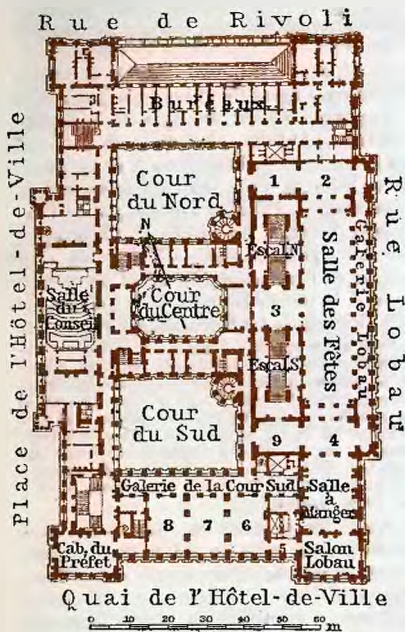 Rue de Rivoli
Bureaux
Place de l'Hôtel-de-Ville
Rue Lobau
Cour
du Nord
N
1
2
Escal. N
Salle des Fêtes
Galerie Lobau
Salle
du
Conseil
Cour
du Centre
3
Escal. S
Cour
du Sud
9
4
Galerie de la Cour Sud
Salle
à
Manger
8
7
6
5
Cab. du
Préfet
Salon
Lobau
Quai de l'Hôtel-de-Ville
0 10 20 30 40 50 60
m